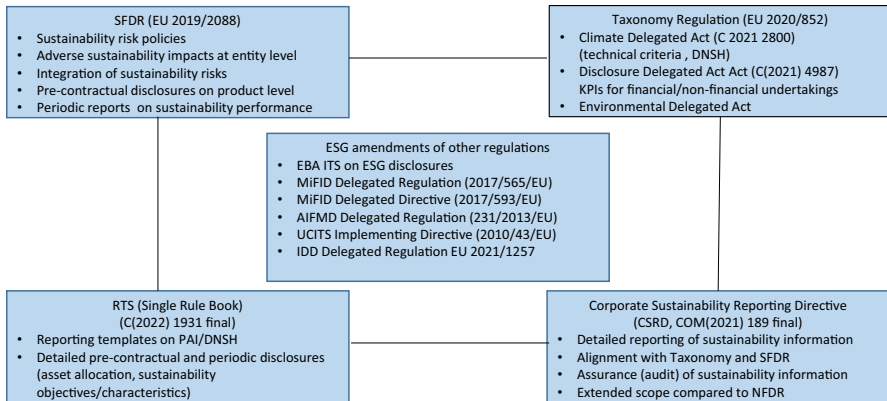 SFDR (EU 2019/2088)
• Sustainability risk policies
• Adverse sustainability impacts at entity level
• Integration of sustainability risks
• Pre-contractual disclosures on product level
• Periodic reports on sustainability performance
Taxonomy Regulation (EU 2020/852)
• Climate Delegated Act (C 2021 2800)
(technical criteria , DNSH)
• Disclosure Delegated Act Act (C(2021) 4987)
KPIs for financial/non-financial undertakings
• Environmental Delegated Act
ESG amendments of other regulations
• EBA ITS on ESG disclosures
• MiFID Delegated Regulation (2017/565/EU)
• MiFID Delegated Directive (2017/593/EU)
• AIFMD Delegated Regulation (231/2013/EU)
• UCITS Implementing Directive (2010/43/EU)
• IDD Delegated Regulation EU 2021/1257
RTS (Single Rule Book)
(C(2022) 1931 final)
• Reporting templates on PAI/DNSH
• Detailed pre-contractual and periodic disclosures
(asset allocation, sustainability
objectives/characteristics)
Corporate Sustainability Reporting Directive
(CSRD, COM(2021) 189 final)
• Detailed reporting of sustainability information
• Alignment with Taxonomy and SFDR
• Assurance (audit) of sustainability information
• Extended scope compared to NFDR